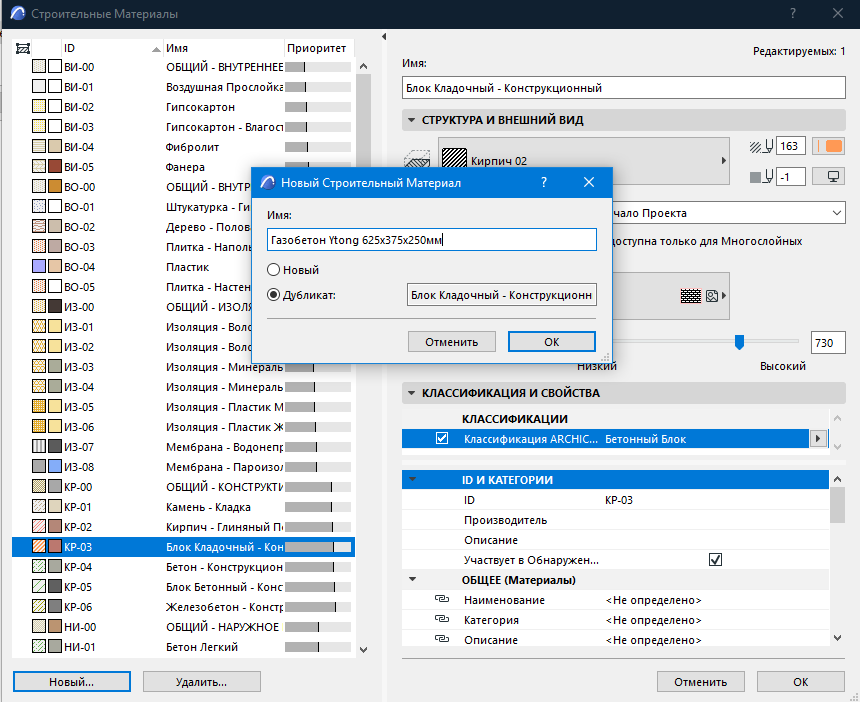 Строительные Материалы
ID Имя Приоритет
ВИ-00 ОБЩИЙ - ВНУТРЕННЕЕ
ВИ-01 Воздушная Прослойка
ВИ-02 Гипсокартон
ВИ-03 Гипсокартон - Влагост
ВИ-04 Фибролит
ВИ-05 Фанера
ВО-00 ОБЩИЙ - ВНУТР
ВО-01 Штукатурка - Ги
ВО-02 Дерево - Полова
ВО-03 Плитка - Наполь
ВО-04 Пластик
ВО-05 Плитка - Настен
ИЗ-00 ОБЩИЙ - ИЗОЛЯ
ИЗ-01 Изоляция - Воло
ИЗ-02 Изоляция - Воло
ИЗ-03 Изоляция - Минераль
ИЗ-04 Изоляция - Минераль
ИЗ-05 Изоляция - Пластик М
ИЗ-06 Изоляция - Пластик Ж
ИЗ-07 Мембрана - Водонепр
ИЗ-08 Мембрана - Пароизол
КР-00 ОБЩИЙ - КОНСТРУКТИ
КР-01 Камень - Кладка
КР-02 Кирпич - Глиняный П
КР-03 Блок Кладочный - Кон
КР-04 Бетон - Конструкцион
КР-05 Блок Бетонный - Конс
КР-06 Железобетон - Констр
НИ-00 ОБЩИЙ - НАРУЖНОЕ
НИ-01 Бетон Легкий
Новый...
Удалить...
Новый Строительный Материал
Имя:
Газобетон Ytong 625x375x250мм
Новый
Дубликат:
Блок Кладочный - Конструкционн
Отменить
OK
Редактируемых: 1
Имя:
Блок Кладочный - Конструкционный
СТРУКТУРА И ВНЕШНИЙ ВИД
Кирпич 02
163
-1
чало Проекта
доступна только для Многослойных
730
Низкий Высокий
КЛАССИФИКАЦИЯ И СВОЙСТВА
КЛАССИФИКАЦИИ
Классификация ARCHIC... Бетонный Блок
ID И КАТЕГОРИИ
ID КР-03
Производитель
Описание
Участвует в Обнаружен...
ОБЩЕЕ (Материалы)
Наименование <Не определено>
Категория <Не определено>
Описание <Не определено>
Отменить
OK